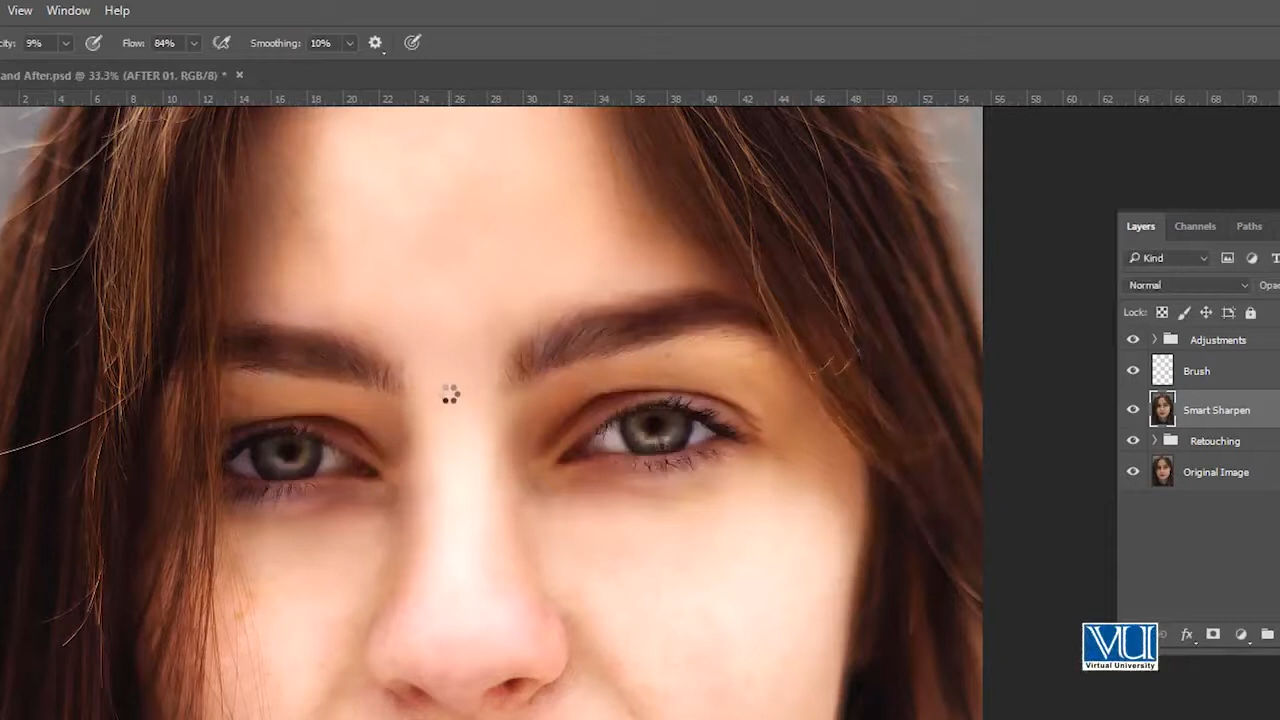 View Window Help
city: 9% Flow: 84% Smoothing: 10%
and After.psd @ 33.3% (AFTER 01, RGB/8) * ×
2 4 6 8 10 12 14 16 18 20 22 24 26 28 30 32 34 36 38 40 42 44 46 48 50 52 54 56 58 60 62 64 66 68 70
Layers Channels Paths
Kind
Normal Opac
Lock:
Adjustments
Brush
Smart Sharpen
Retouching
Original Image
fx
VU
Virtual University